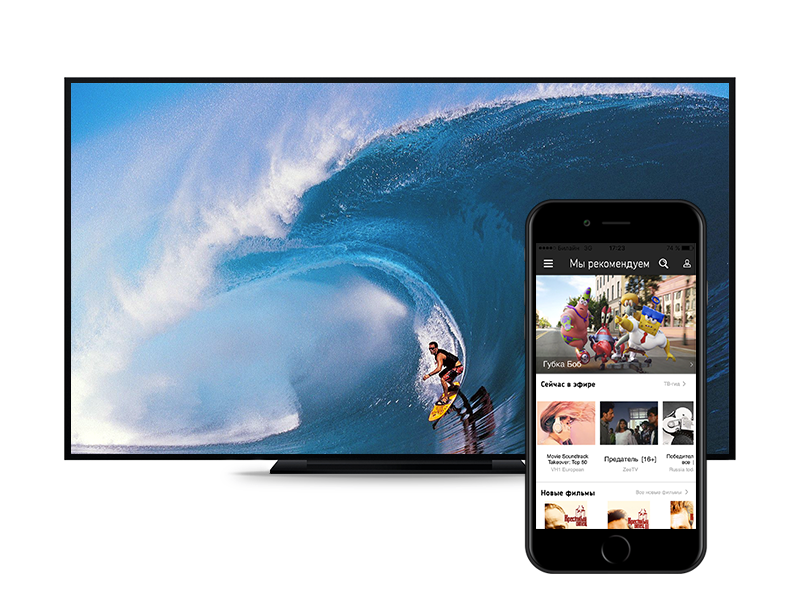 Билайн 3G 17:23 74 %
Мы рекомендуем
Губка Боб
Сейчас в эфире
ТВ-гид
Movie Soundtrack
Takeover: Top 50
VH1 European
Предатель [16+]
ZeeTV
Победител
все
Russia tod
Новые фильмы
Все новые фильмы